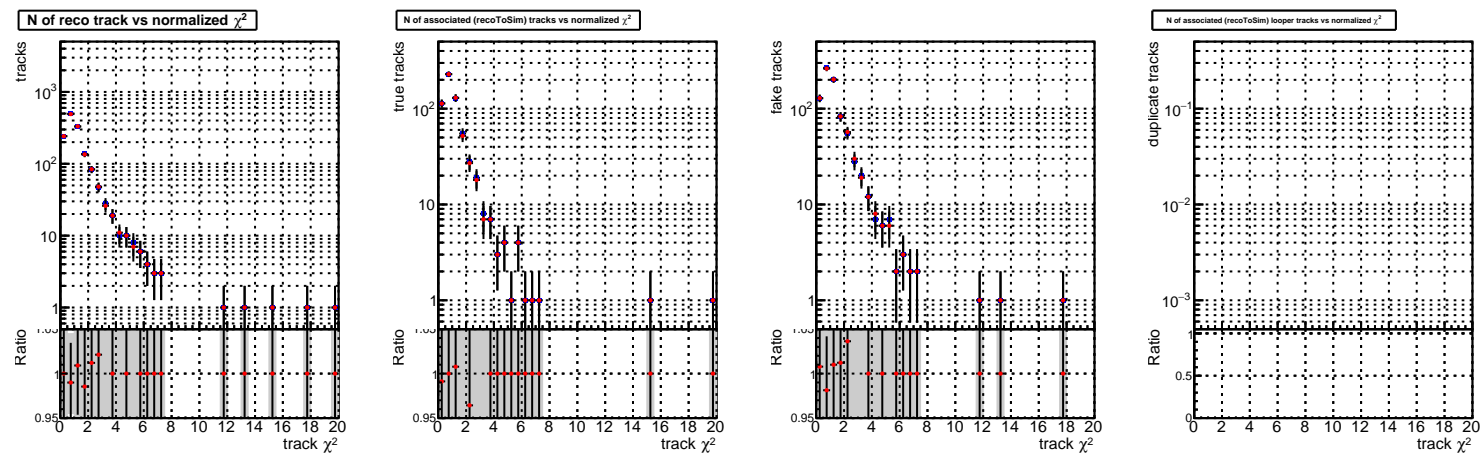 N of reco track vs normalized χ²
tracks
10³
10²
10
1
Ratio
1.05
1
0.95
0 2 4 6 8 10 12 14 16 18 20
track χ²
N of associated (recoToSim) tracks vs normalized χ²
true tracks
10²
10
1
Ratio
1.05
1
0.95
0 2 4 6 8 10 12 14 16 18 20
track χ²
fake tracks
10²
10
1
Ratio
1.05
1
0.95
0 2 4 6 8 10 12 14 16 18 20
track χ²
N of associated (recoToSim) looper tracks vs normalized χ²
duplicate tracks
10⁻¹
10⁻²
10⁻³
Ratio
1
0.5
0
0 2 4 6 8 10 12 14 16 18 20
track χ²